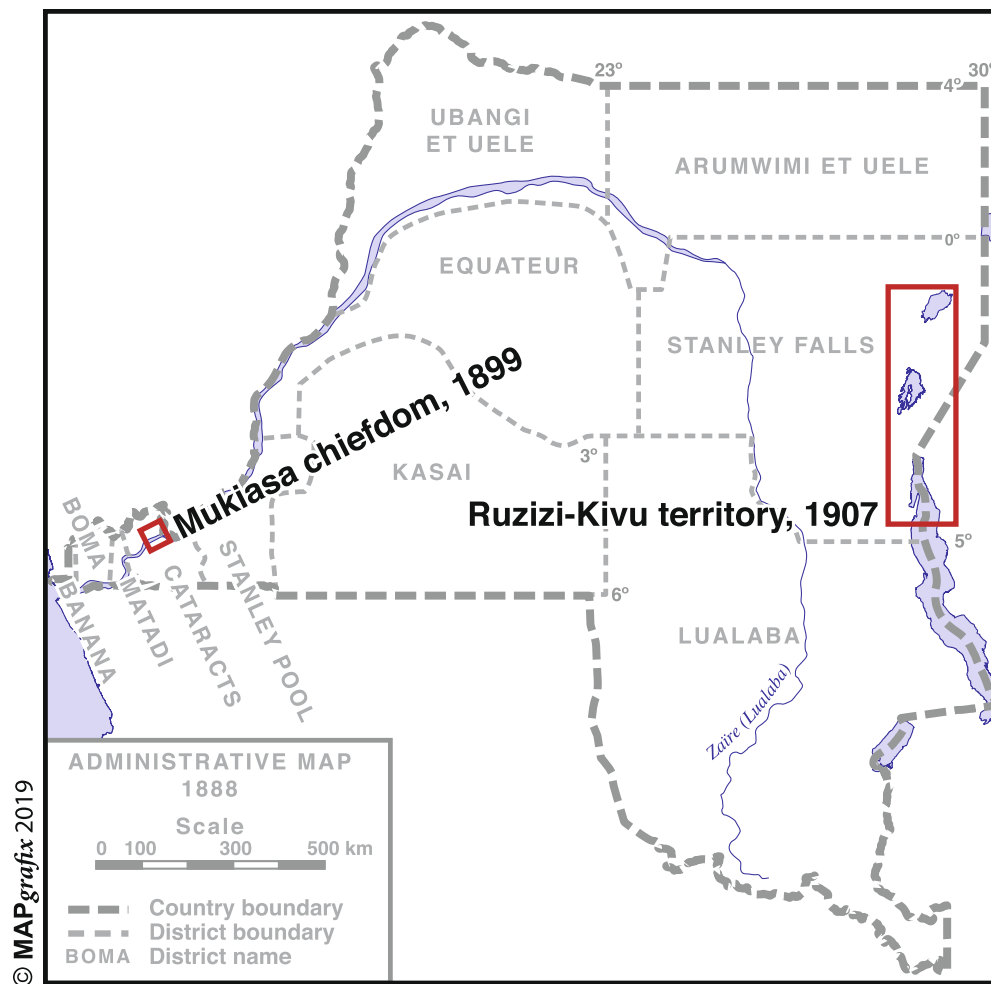 23°
30°
4°
UBANGI
ET UELE
ARUMWIMI ET UELE
0°
EQUATEUR
STANLEY FALLS
Mukiasa chiefdom, 1899
3°
KASAI
Ruzizi-Kivu territory, 1907
5°
BOMA
BANANA
MATADI
CATARACTS
STANLEY POOL
6°
LUALABA
Zaïre (Lualaba)
ADMINISTRATIVE MAP
1888
Scale
0 100 300 500 km
Country boundary
District boundary
BOMA District name
© MAPgrafix 2019